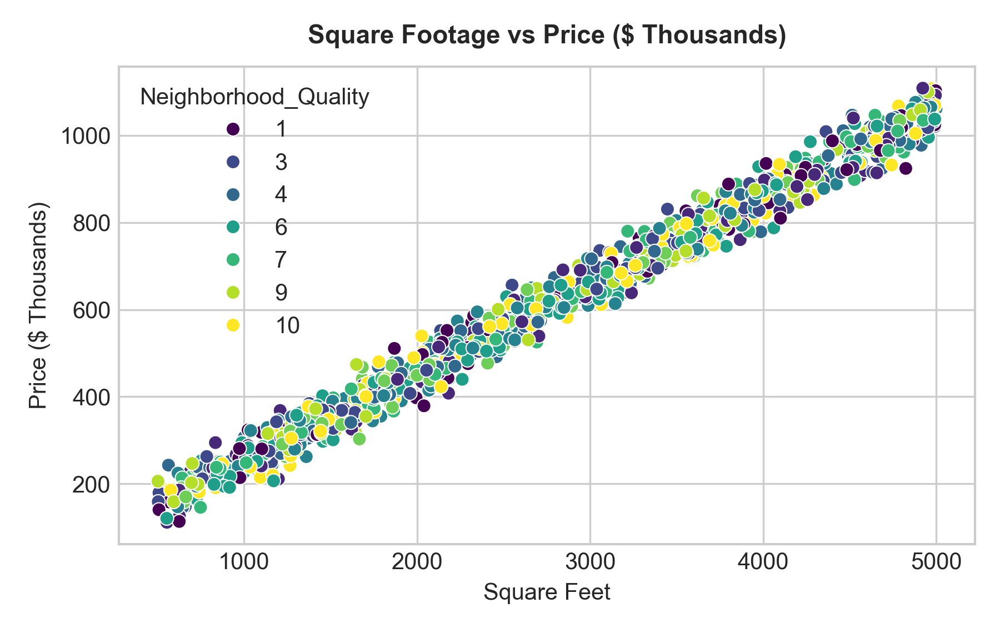 Square Footage vs Price ($ Thousands)
Neighborhood_Quality
1
3
4
6
7
9
10
Price ($ Thousands)
1000
800
600
400
200
1000 2000 3000 4000 5000
Square Feet